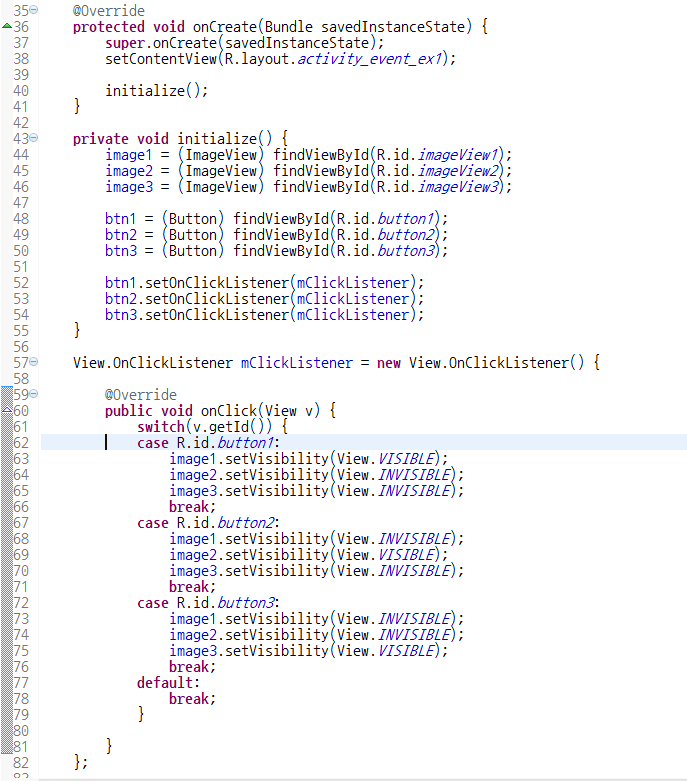 35 @Override
36 protected void onCreate(Bundle savedInstanceState) {
37 super.onCreate(savedInstanceState);
38 setContentView(R.layout.activity_event_ex1);
39
40 initialize();
41 }
42
43 private void initialize() {
44 image1 = (ImageView) findViewById(R.id.imageView1);
45 image2 = (ImageView) findViewById(R.id.imageView2);
46 image3 = (ImageView) findViewById(R.id.imageView3);
47
48 btn1 = (Button) findViewById(R.id.button1);
49 btn2 = (Button) findViewById(R.id.button2);
50 btn3 = (Button) findViewById(R.id.button3);
51
52 btn1.setOnClickListener(mClickListener);
53 btn2.setOnClickListener(mClickListener);
54 btn3.setOnClickListener(mClickListener);
55 }
56
57 View.OnClickListener mClickListener = new View.OnClickListener() {
58
59 @Override
60 public void onClick(View v) {
61 switch(v.getId()) {
62 case R.id.button1:
63 image1.setVisibility(View.VISIBLE);
64 image2.setVisibility(View.INVISIBLE);
65 image3.setVisibility(View.INVISIBLE);
66 break;
67 case R.id.button2:
68 image1.setVisibility(View.INVISIBLE);
69 image2.setVisibility(View.VISIBLE);
70 image3.setVisibility(View.INVISIBLE);
71 break;
72 case R.id.button3:
73 image1.setVisibility(View.INVISIBLE);
74 image2.setVisibility(View.INVISIBLE);
75 image3.setVisibility(View.VISIBLE);
76 break;
77 default:
78 break;
79 }
80
81 }
82 };